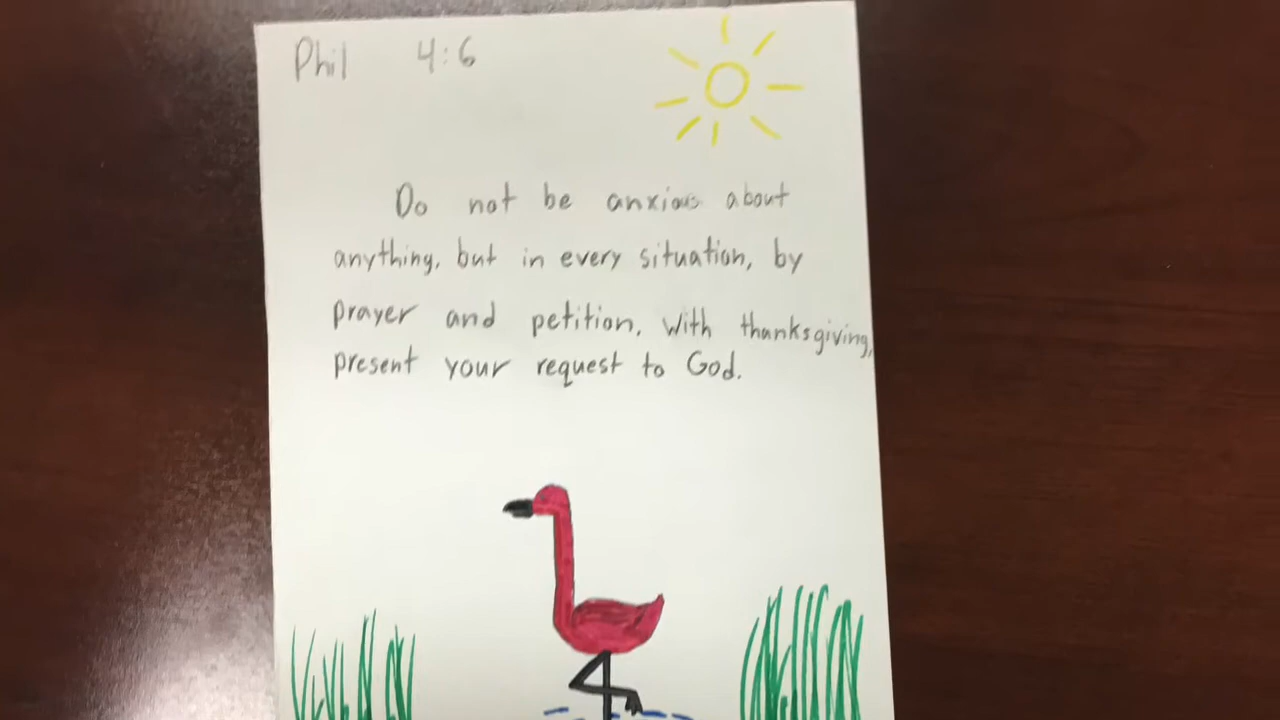 Phil 4:6
Do not be anxious about
anything, but in every situation, by
prayer and petition, with thanksgiving,
present your request to God.